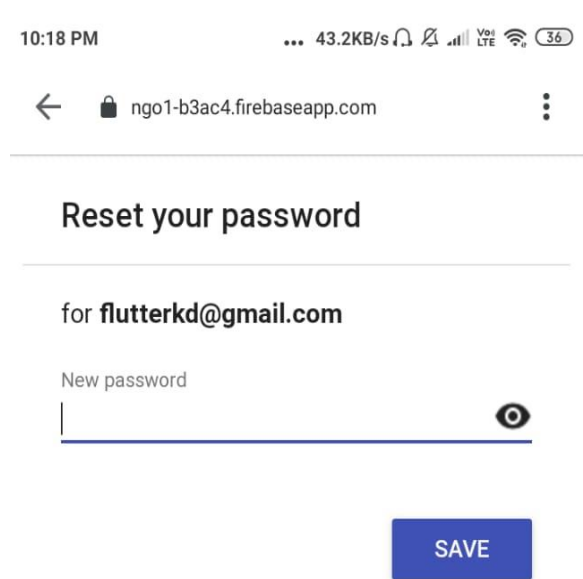 10:18 PM ... 43.2KB/s Vo) LTE 36
ngo1-b3ac4.firebaseapp.com
Reset your password
for flutterkd@gmail.com
New password
SAVE